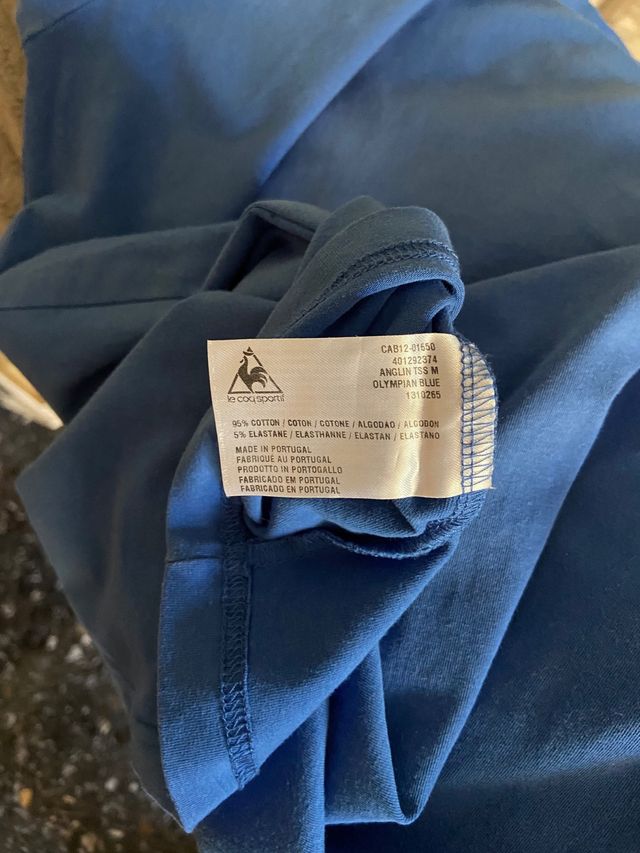 le coq sportif
CAB12-01650
401292374
ANGLIN TSS M
OLYMPIAN BLUE
1310265
95% COTTON / COTON / COTONE / ALGODAO / ALGODON
5% ELASTANE / ELASTHANNE / ELASTAN / ELASTANO
MADE IN PORTUGAL
FABRIQUÉ AU PORTUGAL
PRODOTTO IN PORTOGALLO
FABRICADO EM PORTUGAL
FABRICADO EN PORTUGAL